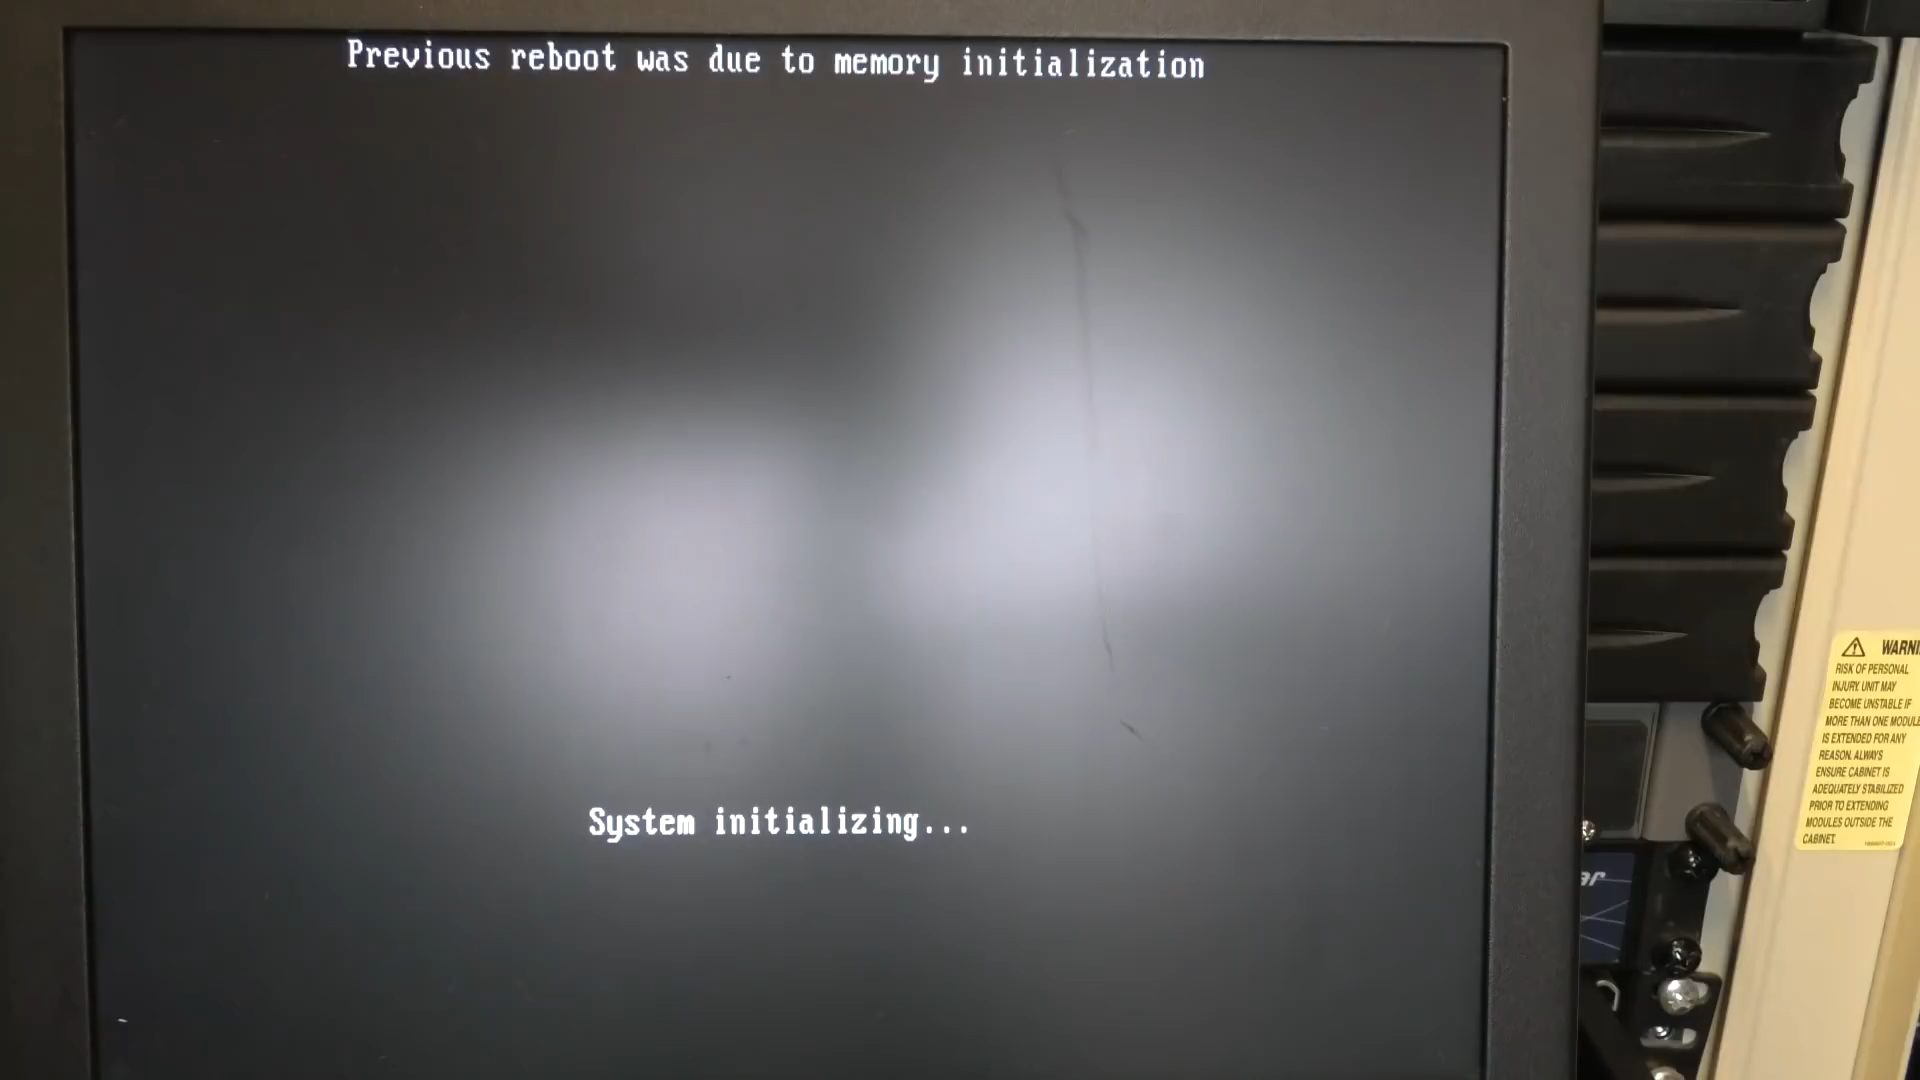 Previous reboot was due to memory initialization
System initializing...
RISK OF PERSONAL
INJURY. UNIT MAY
BECOME UNSTABLE IF
MORE THAN ONE MODULE
IS EXTENDED FOR ANY
REASON. ALWAYS
ENSURE CABINET IS
ADEQUATELY STABILIZED
PRIOR TO EXTENDING
MODULES OUTSIDE THE
CABINET.